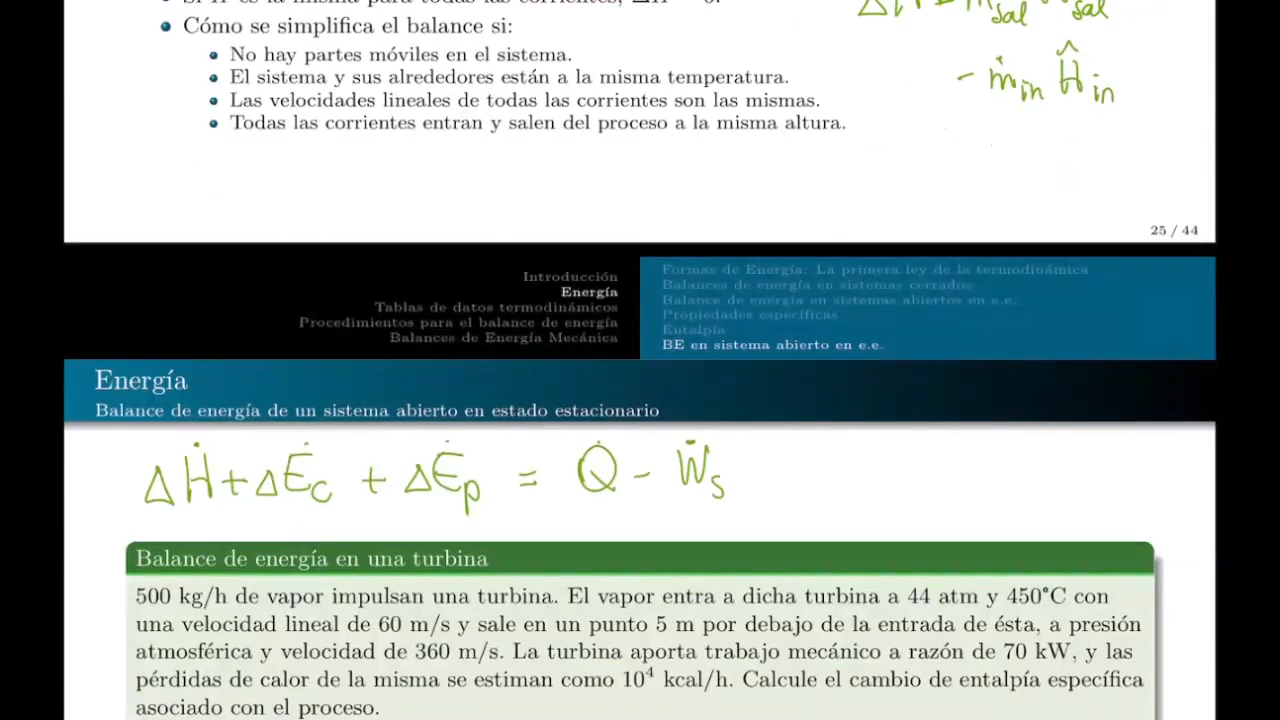 Cómo se simplifica el balance si:
No hay partes móviles en el sistema.
El sistema y sus alrededores están a la misma temperatura.
Las velocidades lineales de todas las corrientes son las mismas.
Todas las corrientes entran y salen del proceso a la misma altura.
sal sal
- ṁin Ĥin
25 / 44
Introducción
Energía
Tablas de datos termodinámicos
Procedimientos para el balance de energía
Balances de Energía Mecánica
Formas de Energía: La primera ley de la termodinámica
Balances de energía en sistemas cerrados
Balance de energía en sistemas abiertos en e.e.
Propiedades específicas
Entalpía
BE en sistema abierto en e.e.
Energía
Balance de energía de un sistema abierto en estado estacionario
ΔḢ + ΔĖc + ΔĖp = Q̇ - Ẇs
Balance de energía en una turbina
500 kg/h de vapor impulsan una turbina. El vapor entra a dicha turbina a 44 atm y 450°C con
una velocidad lineal de 60 m/s y sale en un punto 5 m por debajo de la entrada de ésta, a presión
atmosférica y velocidad de 360 m/s. La turbina aporta trabajo mecánico a razón de 70 kW, y las
pérdidas de calor de la misma se estiman como 10⁴ kcal/h. Calcule el cambio de entalpía específica
asociado con el proceso.